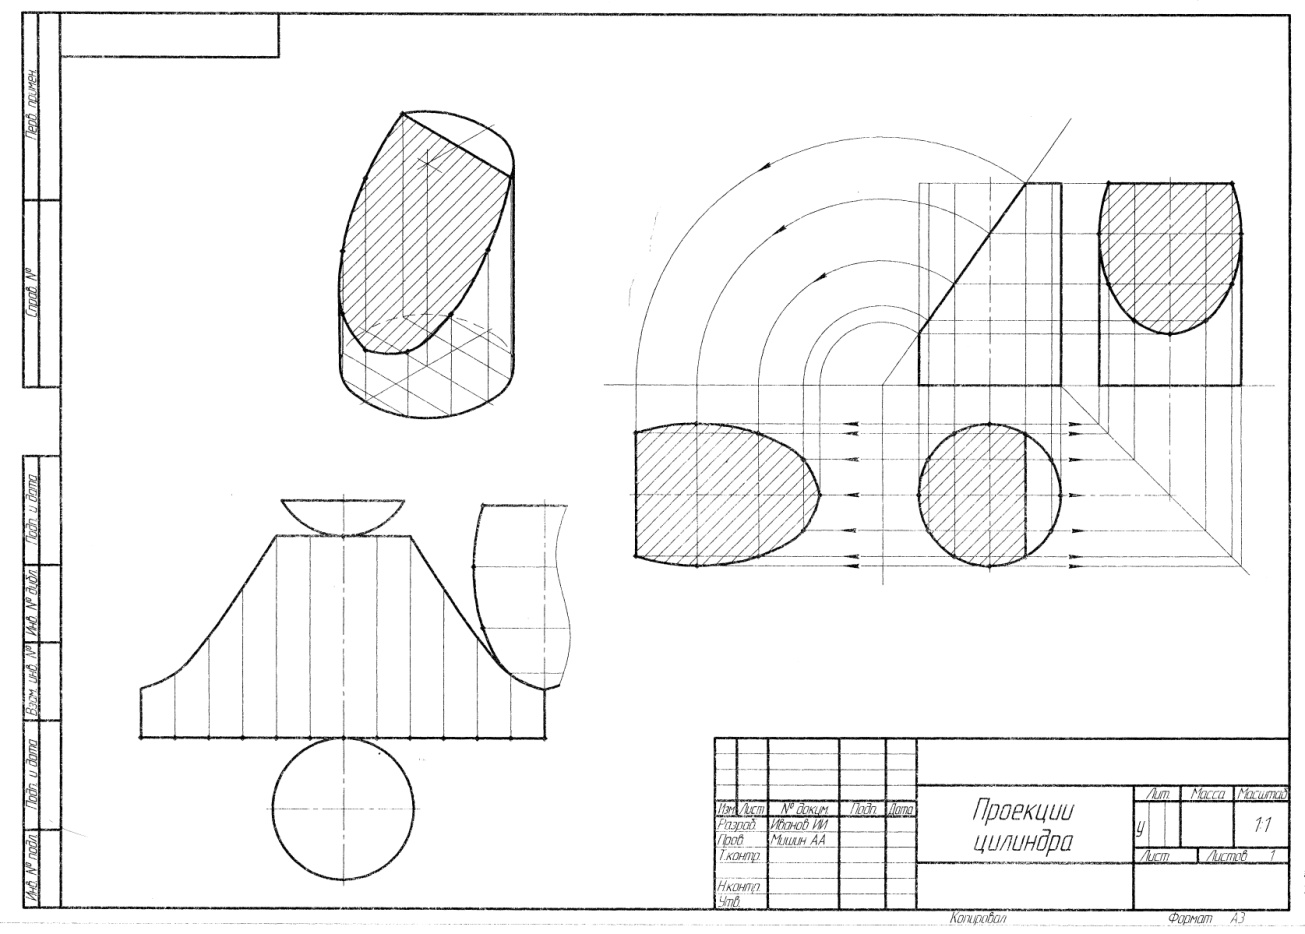 Перв. примен.
Справ. №
Подп. и дата
Инв. № дубл.
Взам. инв. №
Подп. и дата
Инв. № подл.
Изм. Лист № докум. Подп. Дата
Разраб. Иванов ИИ
Пров. Мишин АА
Т.контр.
Н.контр.
Утв.
Проекции
цилиндра
Лит. Масса Масштаб
у 1:1
Лист Листов 1
Копировал Формат А3